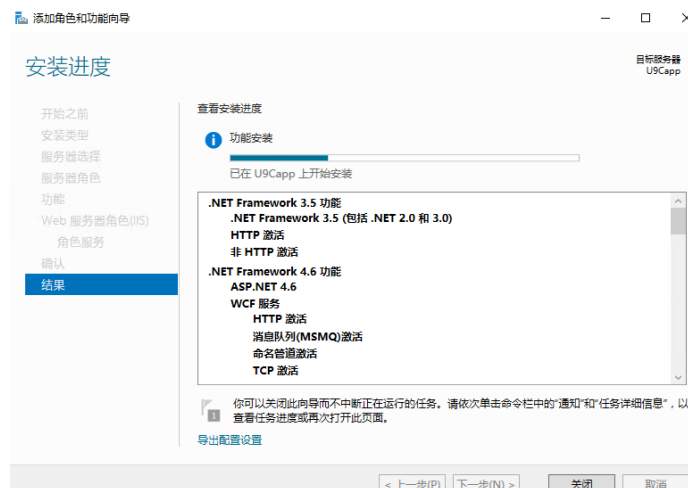 添加角色和功能向导
安装进度
目标服务器
U9Capp
开始之前
安装类型
服务器选择
服务器角色
功能
Web 服务器角色(IIS)
角色服务
确认
结果
查看安装进度
功能安装
已在 U9Capp 上开始安装
.NET Framework 3.5 功能
.NET Framework 3.5 (包括 .NET 2.0 和 3.0)
HTTP 激活
非 HTTP 激活
.NET Framework 4.6 功能
ASP.NET 4.6
WCF 服务
HTTP 激活
消息队列(MSMQ)激活
命名管道激活
TCP 激活
1
你可以关闭此向导而不中断正在运行的任务。请依次单击命令栏中的“通知”和“任务详细信息”，以
查看任务进度或再次打开此页面。
导出配置设置
< 上一步(P)
下一步(N) >
关闭
取消